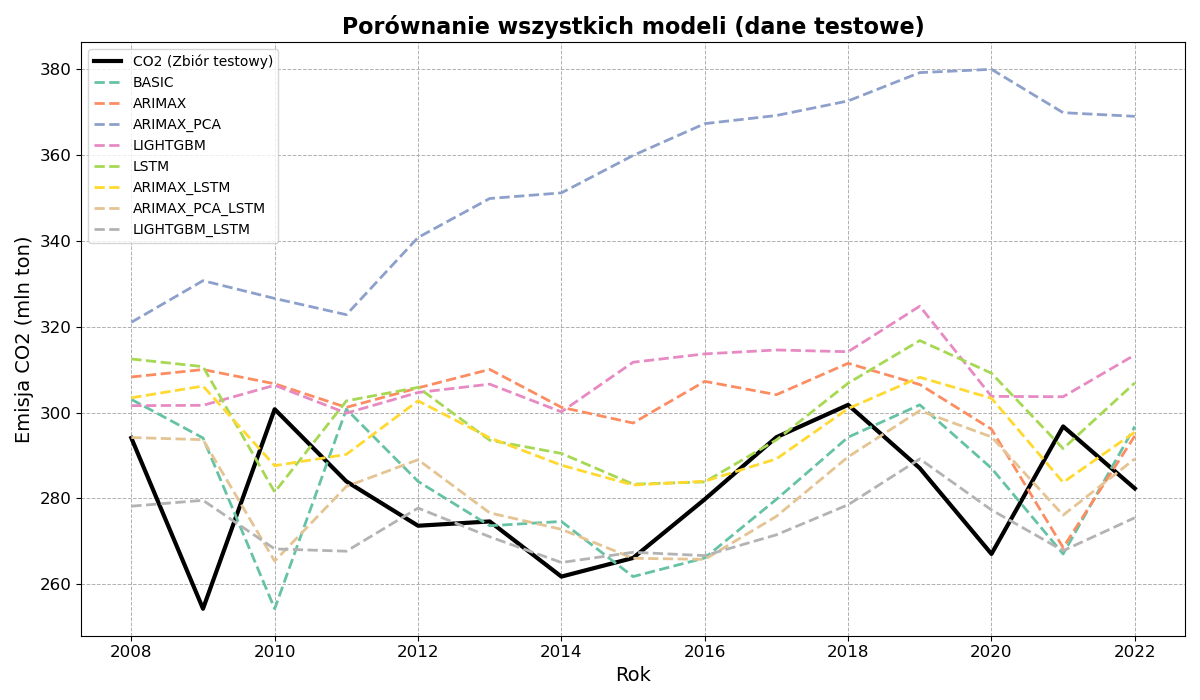 Porównanie wszystkich modeli (dane testowe)
CO2 (Zbiór testowy)
BASIC
ARIMAX
ARIMAX_PCA
LIGHTGBM
LSTM
ARIMAX_LSTM
ARIMAX_PCA_LSTM
LIGHTGBM_LSTM
Emisja CO2 (mln ton)
380
360
340
320
300
280
260
2008 2010 2012 2014 2016 2018 2020 2022
Rok